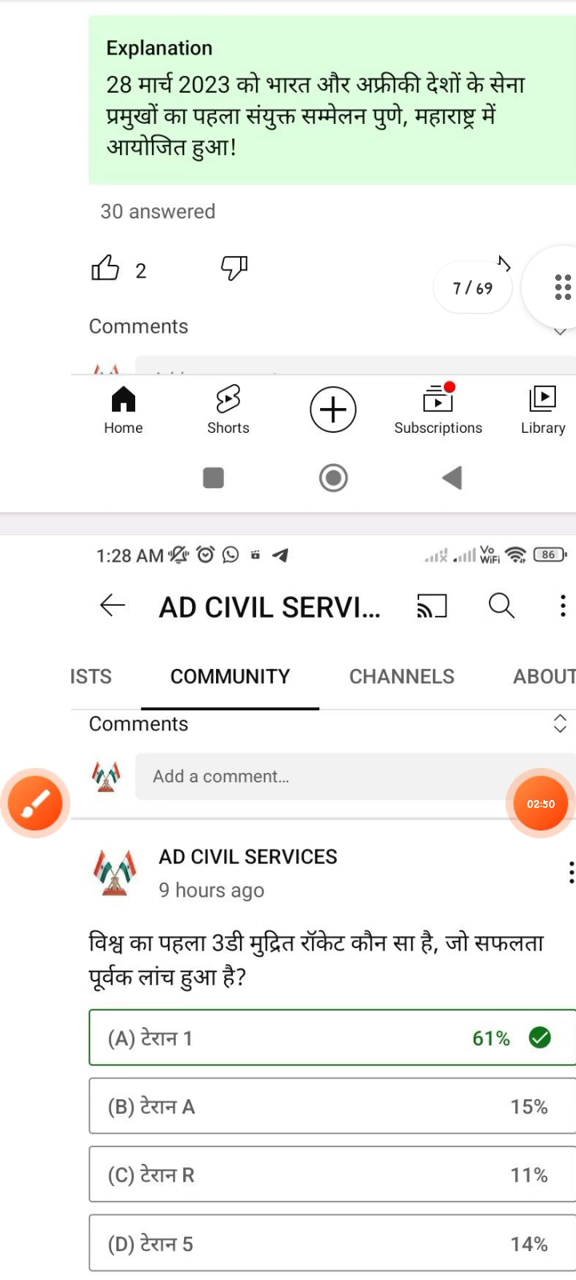 Explanation
28 मार्च 2023 को भारत और अफ्रीकी देशों के सेना
प्रमुखों का पहला संयुक्त सम्मेलन पुणे, महाराष्ट्र में
आयोजित हुआ!
30 answered
2
7 / 69
Comments
Home
Shorts
Subscriptions
Library
1:28 AM
Vo WiFi
86
AD CIVIL SERVI...
ISTS
COMMUNITY
CHANNELS
ABOUT
Comments
Add a comment...
02:50
AD CIVIL SERVICES
9 hours ago
विश्व का पहला 3डी मुद्रित रॉकेट कौन सा है, जो सफलता
पूर्वक लांच हुआ है?
(A) टेरान 1 61%
(B) टेरान A 15%
(C) टेरान R 11%
(D) टेरान 5 14%